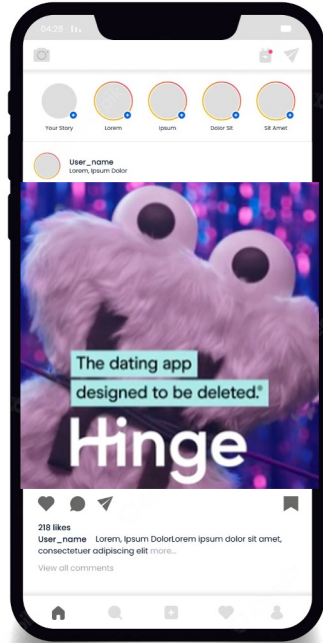 04:28
Your Story
Lorem
Ipsum
Dolor Sit
Sit Amet
User_name
Lorem, Ipsum Dolor
The dating app
designed to be deleted.®
Hinge
218 likes
User_name Lorem, Ipsum DolorLorem ipsum dolor sit amet,
consectetuer adipiscing elit more...
View all comments